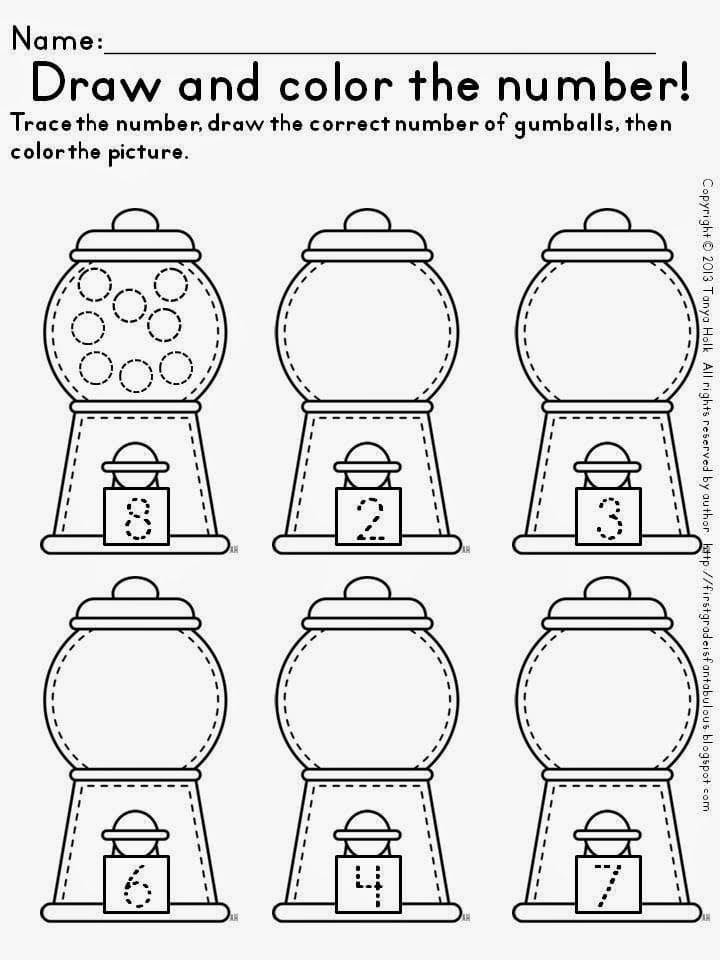 Name:
Draw and color the number!
Trace the number, draw the correct number of gumballs, then
color the picture.
8
2
3
6
4
7
Copyright © 2013 Tanya Holk All rights reserved by author http://firstgradeisfantabulous.blogspot.com